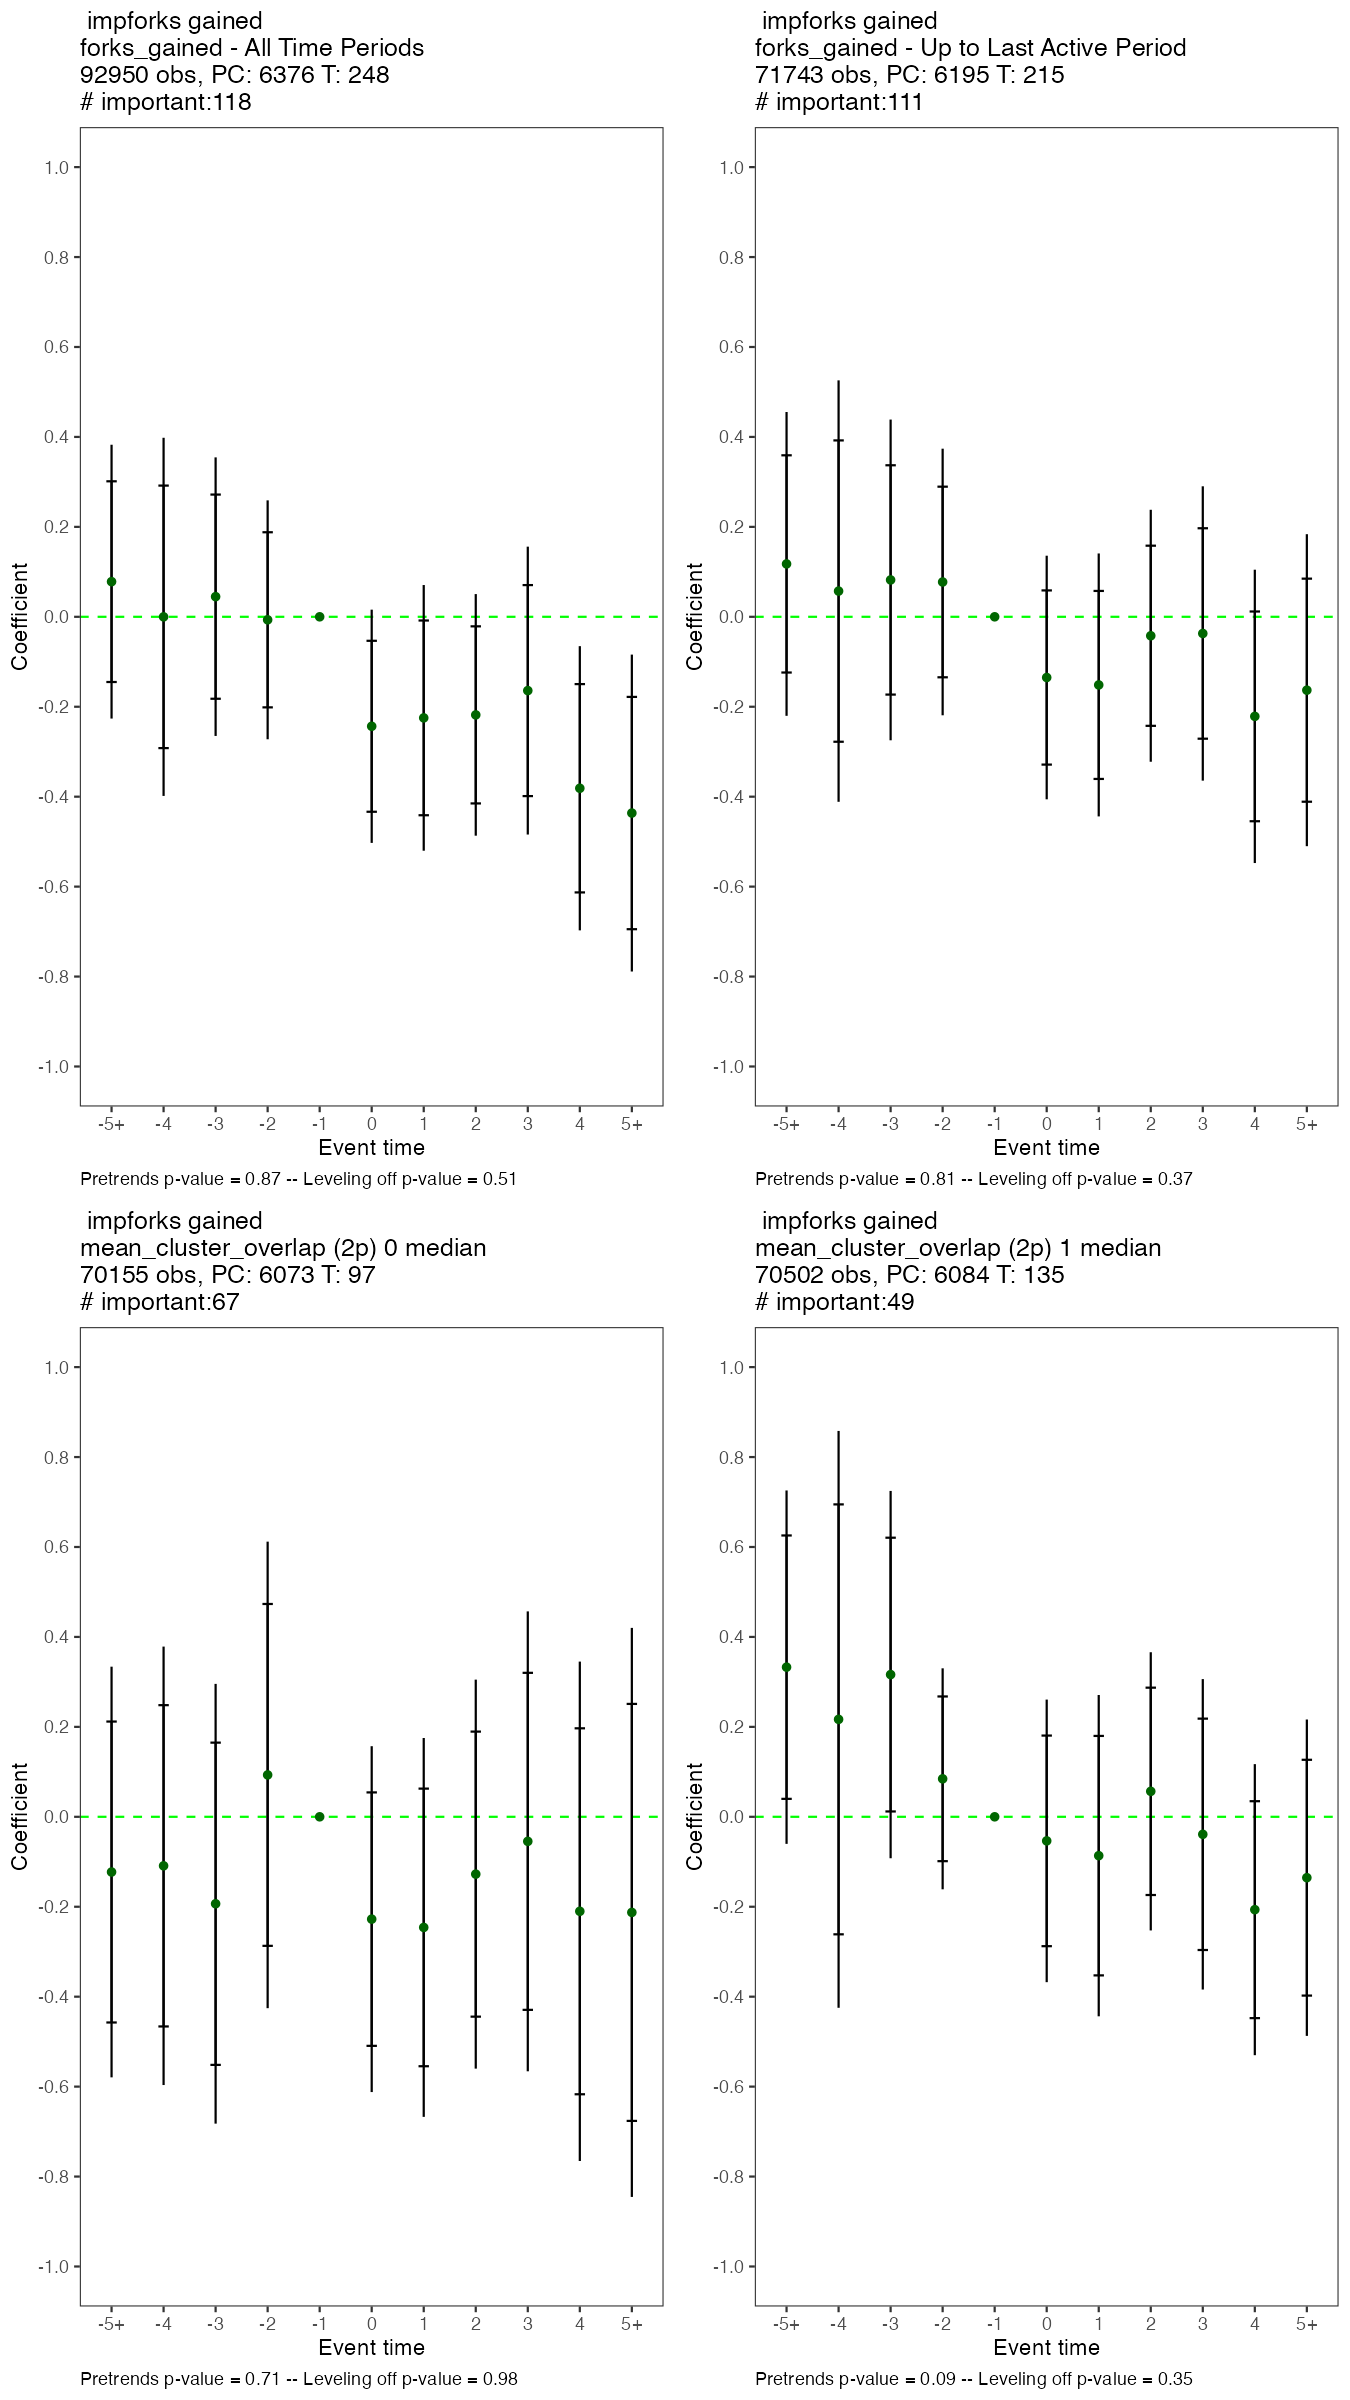 impforks gained
forks_gained - All Time Periods
92950 obs, PC: 6376 T: 248
# important:118
1.0
0.8
0.6
0.4
0.2
0.0
-0.2
-0.4
-0.6
-0.8
-1.0
Coefficient
-5+ -4 -3 -2 -1 0 1 2 3 4 5+
Event time
Pretrends p-value = 0.87 -- Leveling off p-value = 0.51
impforks gained
forks_gained - Up to Last Active Period
71743 obs, PC: 6195 T: 215
# important:111
1.0
0.8
0.6
0.4
0.2
0.0
-0.2
-0.4
-0.6
-0.8
-1.0
Coefficient
-5+ -4 -3 -2 -1 0 1 2 3 4 5+
Event time
Pretrends p-value = 0.81 -- Leveling off p-value = 0.37
impforks gained
mean_cluster_overlap (2p) 0 median
70155 obs, PC: 6073 T: 97
# important:67
1.0
0.8
0.6
0.4
0.2
0.0
-0.2
-0.4
-0.6
-0.8
-1.0
Coefficient
-5+ -4 -3 -2 -1 0 1 2 3 4 5+
Event time
Pretrends p-value = 0.71 -- Leveling off p-value = 0.98
impforks gained
mean_cluster_overlap (2p) 1 median
70502 obs, PC: 6084 T: 135
# important:49
1.0
0.8
0.6
0.4
0.2
0.0
-0.2
-0.4
-0.6
-0.8
-1.0
Coefficient
-5+ -4 -3 -2 -1 0 1 2 3 4 5+
Event time
Pretrends p-value = 0.09 -- Leveling off p-value = 0.35